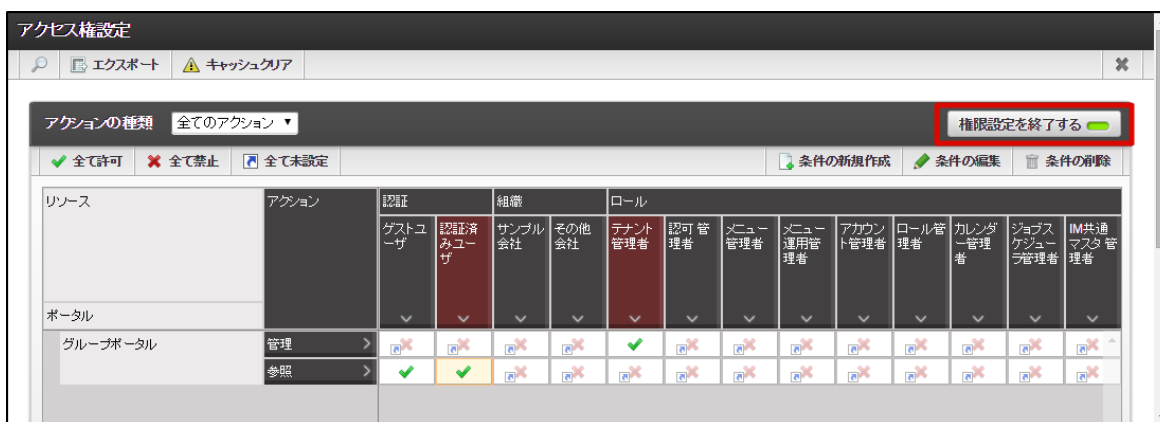 アクセス権設定
エクスポート キャッシュクリア
アクションの種類 全てのアクション 権限設定を終了する
全て許可 全て禁止 全て未設定 条件の新規作成 条件の編集 条件の削除
リソース アクション 認証 組織 ロール
ゲストユーザ 認証済みユーザ サンプル会社 その他会社 テナント管理者 認可管理者 メニュー管理者 メニュー運用管理者 アカウント管理者 ロール管理者 カレンダー管理者 ジョブスケジューラ管理者 IM共通マスタ管理者
ポータル
グループポータル 管理
参照